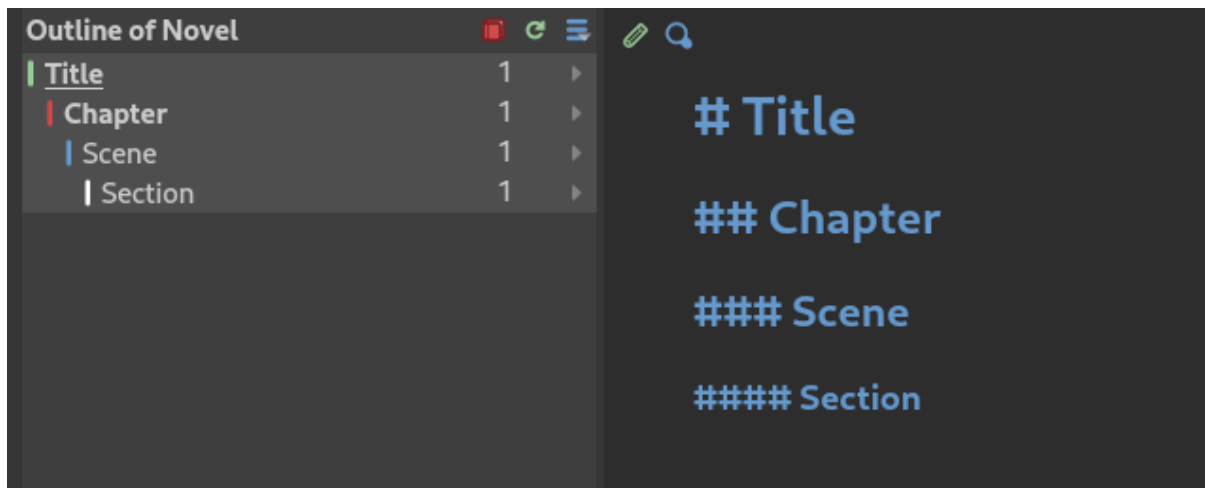 Outline of Novel
Title 1
Chapter 1
Scene 1
Section 1
# Title
## Chapter
### Scene
#### Section